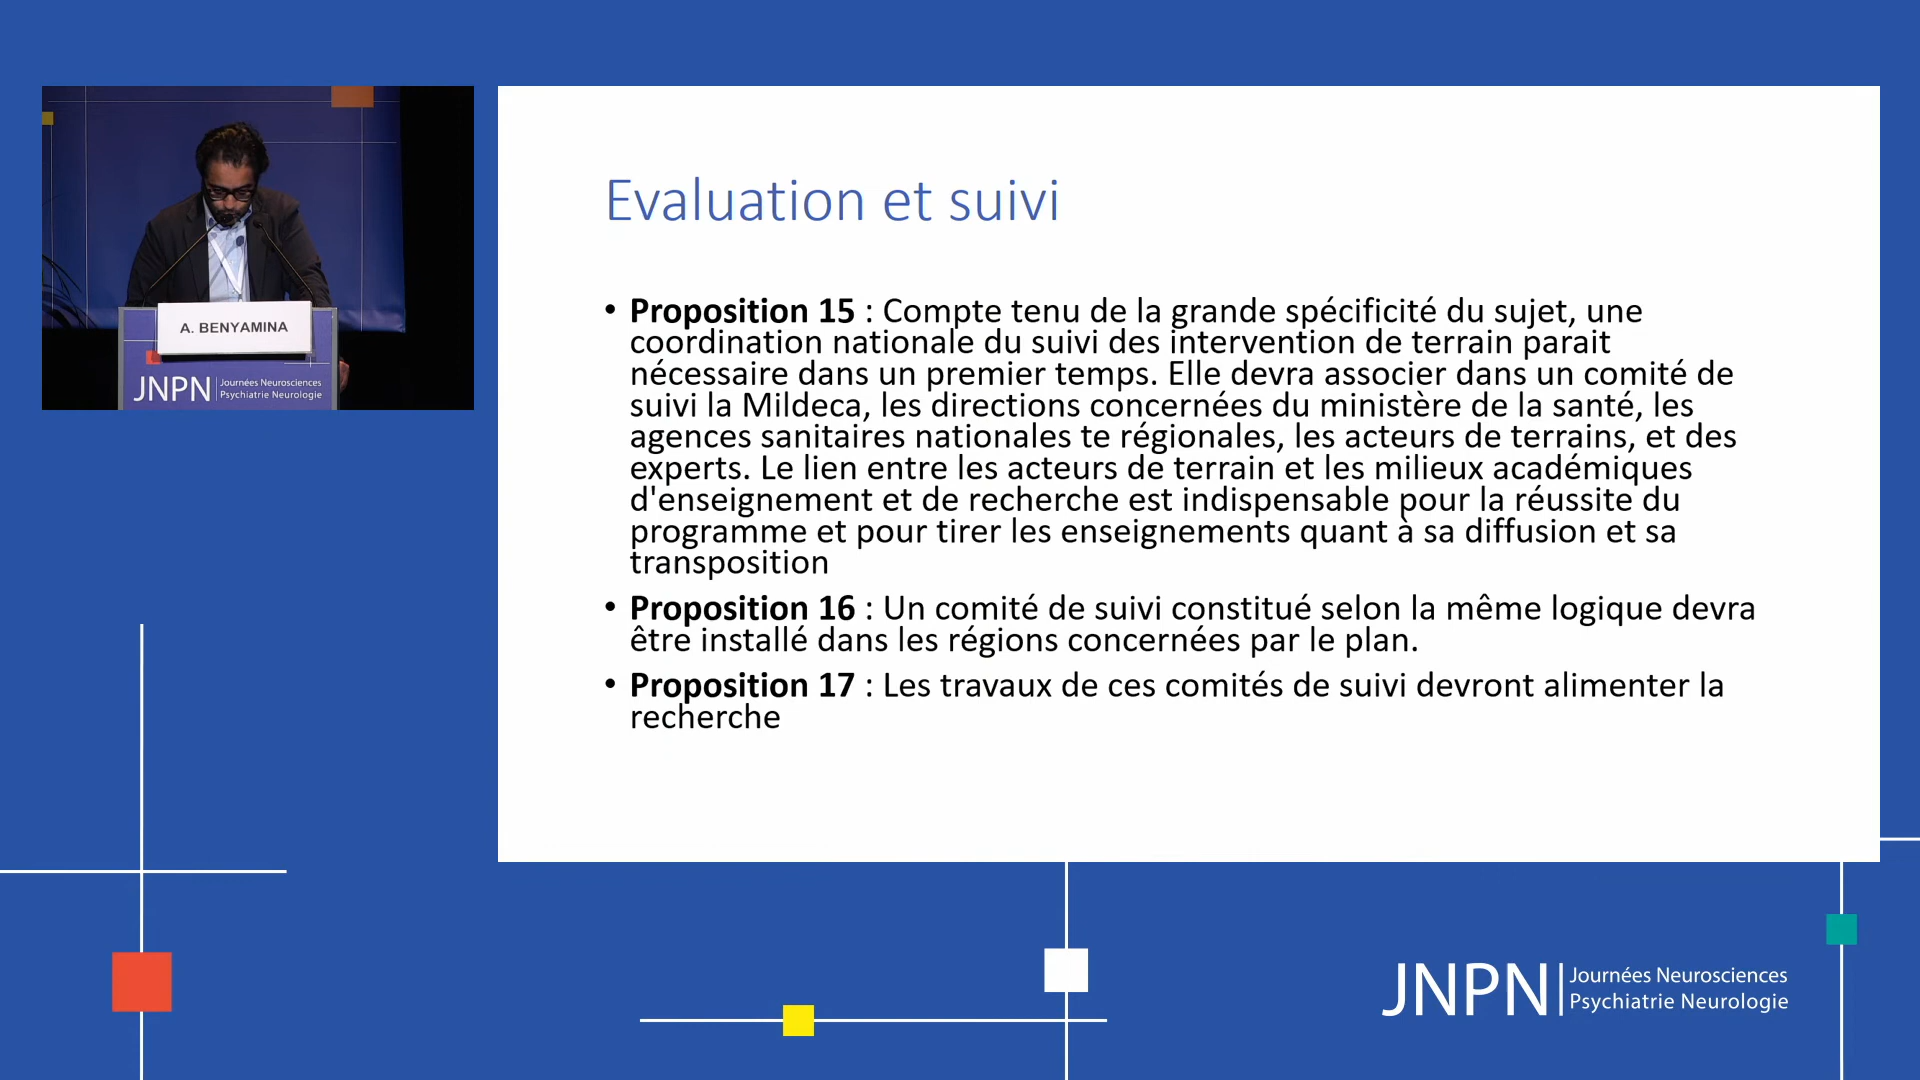 A. BENYAMINA
JNPN
Journées Neurosciences
Psychiatrie Neurologie
Evaluation et suivi
• Proposition 15 : Compte tenu de la grande spécificité du sujet, une
coordination nationale du suivi des intervention de terrain parait
nécessaire dans un premier temps. Elle devra associer dans un comité de
suivi la Mildeca, les directions concernées du ministère de la santé, les
agences sanitaires nationales te régionales, les acteurs de terrains, et des
experts. Le lien entre les acteurs de terrain et les milieux académiques
d'enseignement et de recherche est indispensable pour la réussite du
programme et pour tirer les enseignements quant à sa diffusion et sa
transposition
• Proposition 16 : Un comité de suivi constitué selon la même logique devra
être installé dans les régions concernées par le plan.
• Proposition 17 : Les travaux de ces comités de suivi devront alimenter la
recherche
JNPN
Journées Neurosciences
Psychiatrie Neurologie